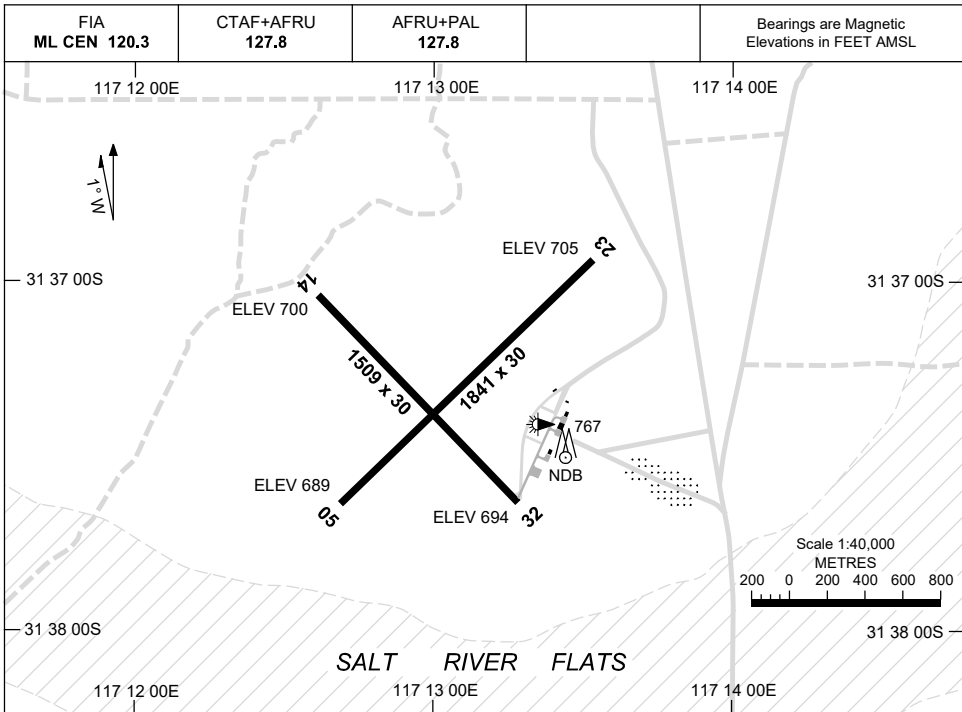 FIA
ML CEN 120.3
CTAF+AFRU
127.8
AFRU+PAL
127.8
Bearings are Magnetic
Elevations in FEET AMSL
117 12 00E
117 13 00E
117 14 00E
1° W
ELEV 705
23
31 37 00S
31 37 00S
14
ELEV 700
1509 x 30
1841 x 30
767
NDB
ELEV 689
05
ELEV 694
32
Scale 1:40,000
METRES
200 0 200 400 600 800
31 38 00S
31 38 00S
SALT RIVER FLATS
117 12 00E
117 13 00E
117 14 00E